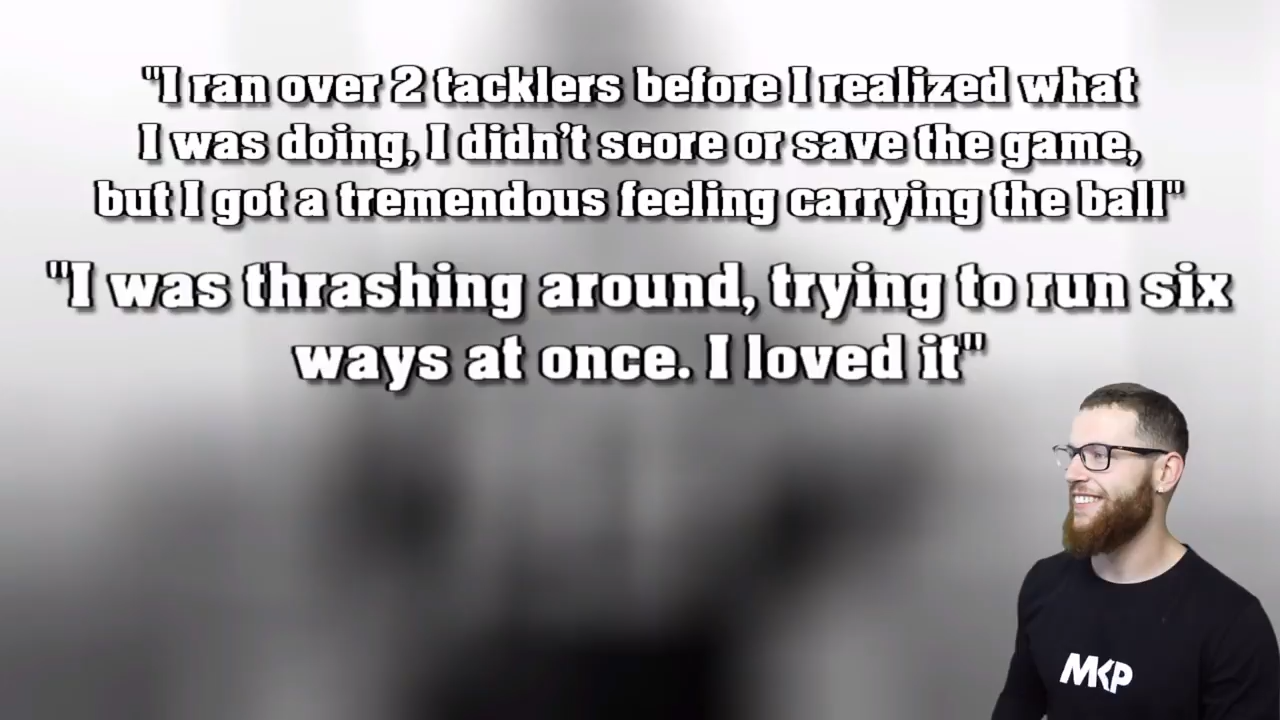 "I ran over 2 tacklers before I realized what
I was doing, I didn't score or save the game,
but I got a tremendous feeling carrying the ball"
"I was thrashing around, trying to run six
ways at once. I loved it"
MKP